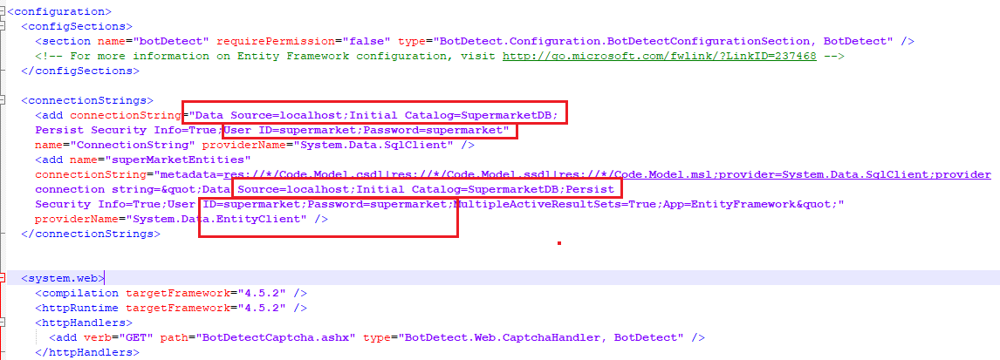 <configuration>
<configSections>
<section name="botDetect" requirePermission="false" type="BotDetect.Configuration.BotDetectConfigurationSection, BotDetect" />
<!-- For more information on Entity Framework configuration, visit http://go.microsoft.com/fwlink/?LinkID=237468 -->
</configSections>
<connectionStrings>
<add connectionString="Data Source=localhost;Initial Catalog=SupermarketDB;
Persist Security Info=True;User ID=supermarket;Password=supermarket"
name="ConnectionString" providerName="System.Data.SqlClient" />
<add name="superMarketEntities"
connectionString="metadata=res://*/Code.Model.csdl|res://*/Code.Model.ssdl|res://*/Code.Model.msl;provider=System.Data.SqlClient;provider
connection string=&quot;Data Source=localhost;Initial Catalog=SupermarketDB;Persist
Security Info=True;User ID=supermarket;Password=supermarket;MultipleActiveResultSets=True;App=EntityFramework&quot;"
providerName="System.Data.EntityClient" />
</connectionStrings>
<system.web>
<compilation targetFramework="4.5.2" />
<httpRuntime targetFramework="4.5.2" />
<httpHandlers>
<add verb="GET" path="BotDetectCaptcha.ashx" type="BotDetect.Web.CaptchaHandler, BotDetect" />
</httpHandlers>